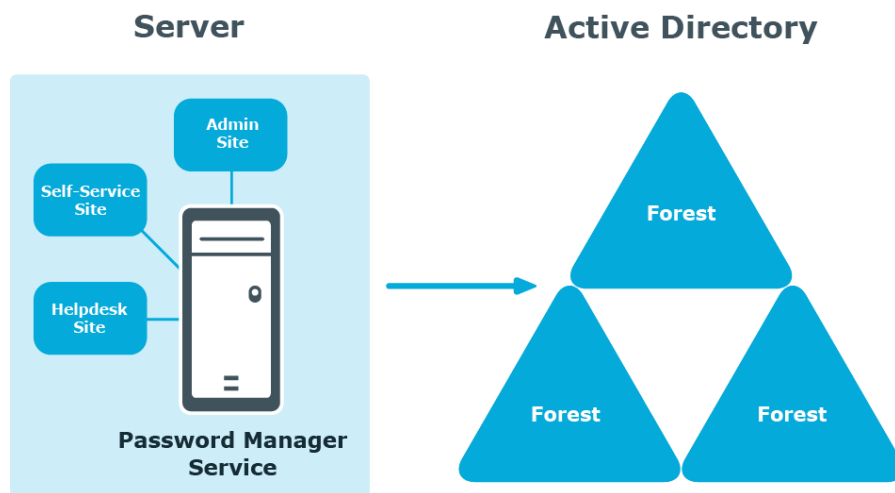 Server
Active Directory
Admin
Site
Self-Service
Site
Helpdesk
Site
Password Manager
Service
Forest
Forest
Forest